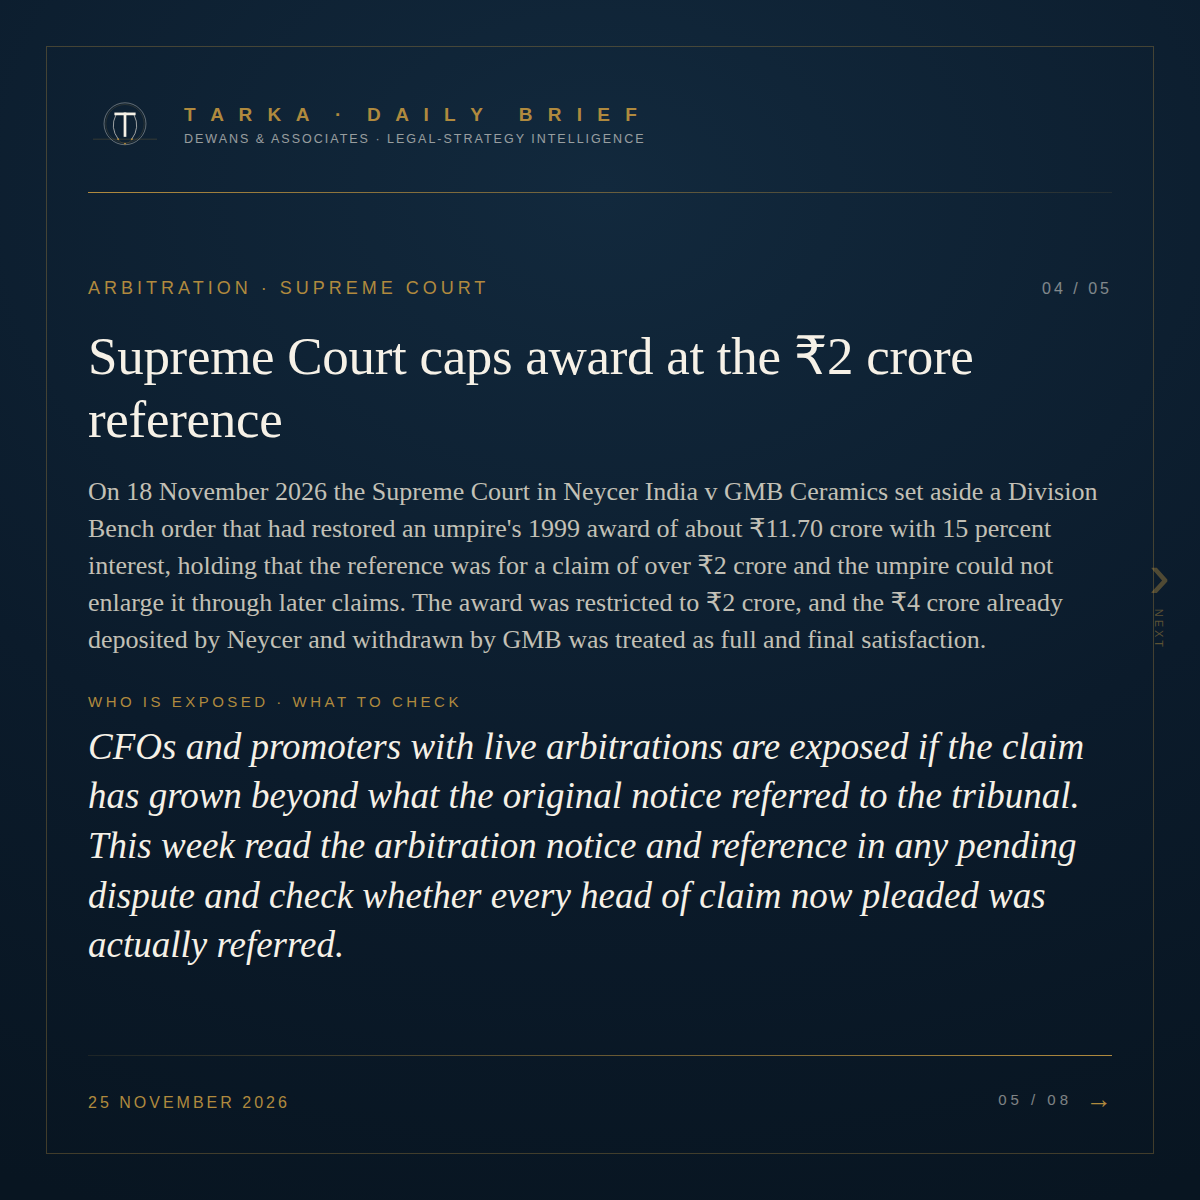 TARKA · DAILY BRIEF
DEWANS & ASSOCIATES · LEGAL-STRATEGY INTELLIGENCE
ARBITRATION · SUPREME COURT
04 / 05
Supreme Court caps award at the ₹2 crore
reference
On 18 November 2026 the Supreme Court in Neycer India v GMB Ceramics set aside a Division
Bench order that had restored an umpire's 1999 award of about ₹11.70 crore with 15 percent
interest, holding that the reference was for a claim of over ₹2 crore and the umpire could not
enlarge it through later claims. The award was restricted to ₹2 crore, and the ₹4 crore already
deposited by Neycer and withdrawn by GMB was treated as full and final satisfaction.
NEXT
WHO IS EXPOSED · WHAT TO CHECK
CFOs and promoters with live arbitrations are exposed if the claim
has grown beyond what the original notice referred to the tribunal.
This week read the arbitration notice and reference in any pending
dispute and check whether every head of claim now pleaded was
actually referred.
25 NOVEMBER 2026
05 / 08 →